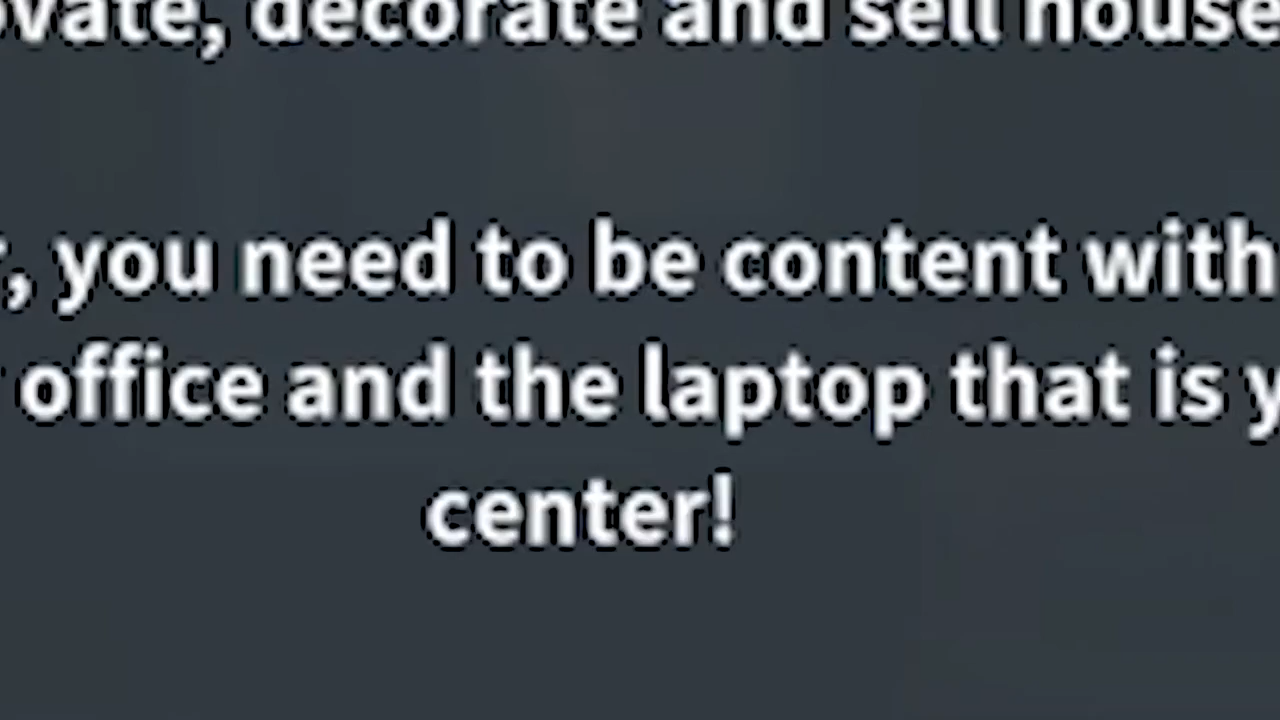 ovate, decorate and sell house
, you need to be content with
office and the laptop that is y
center!